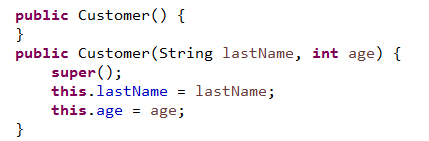 public Customer() {
}
public Customer(String lastName, int age) {
    super();
    this.lastName = lastName;
    this.age = age;
}